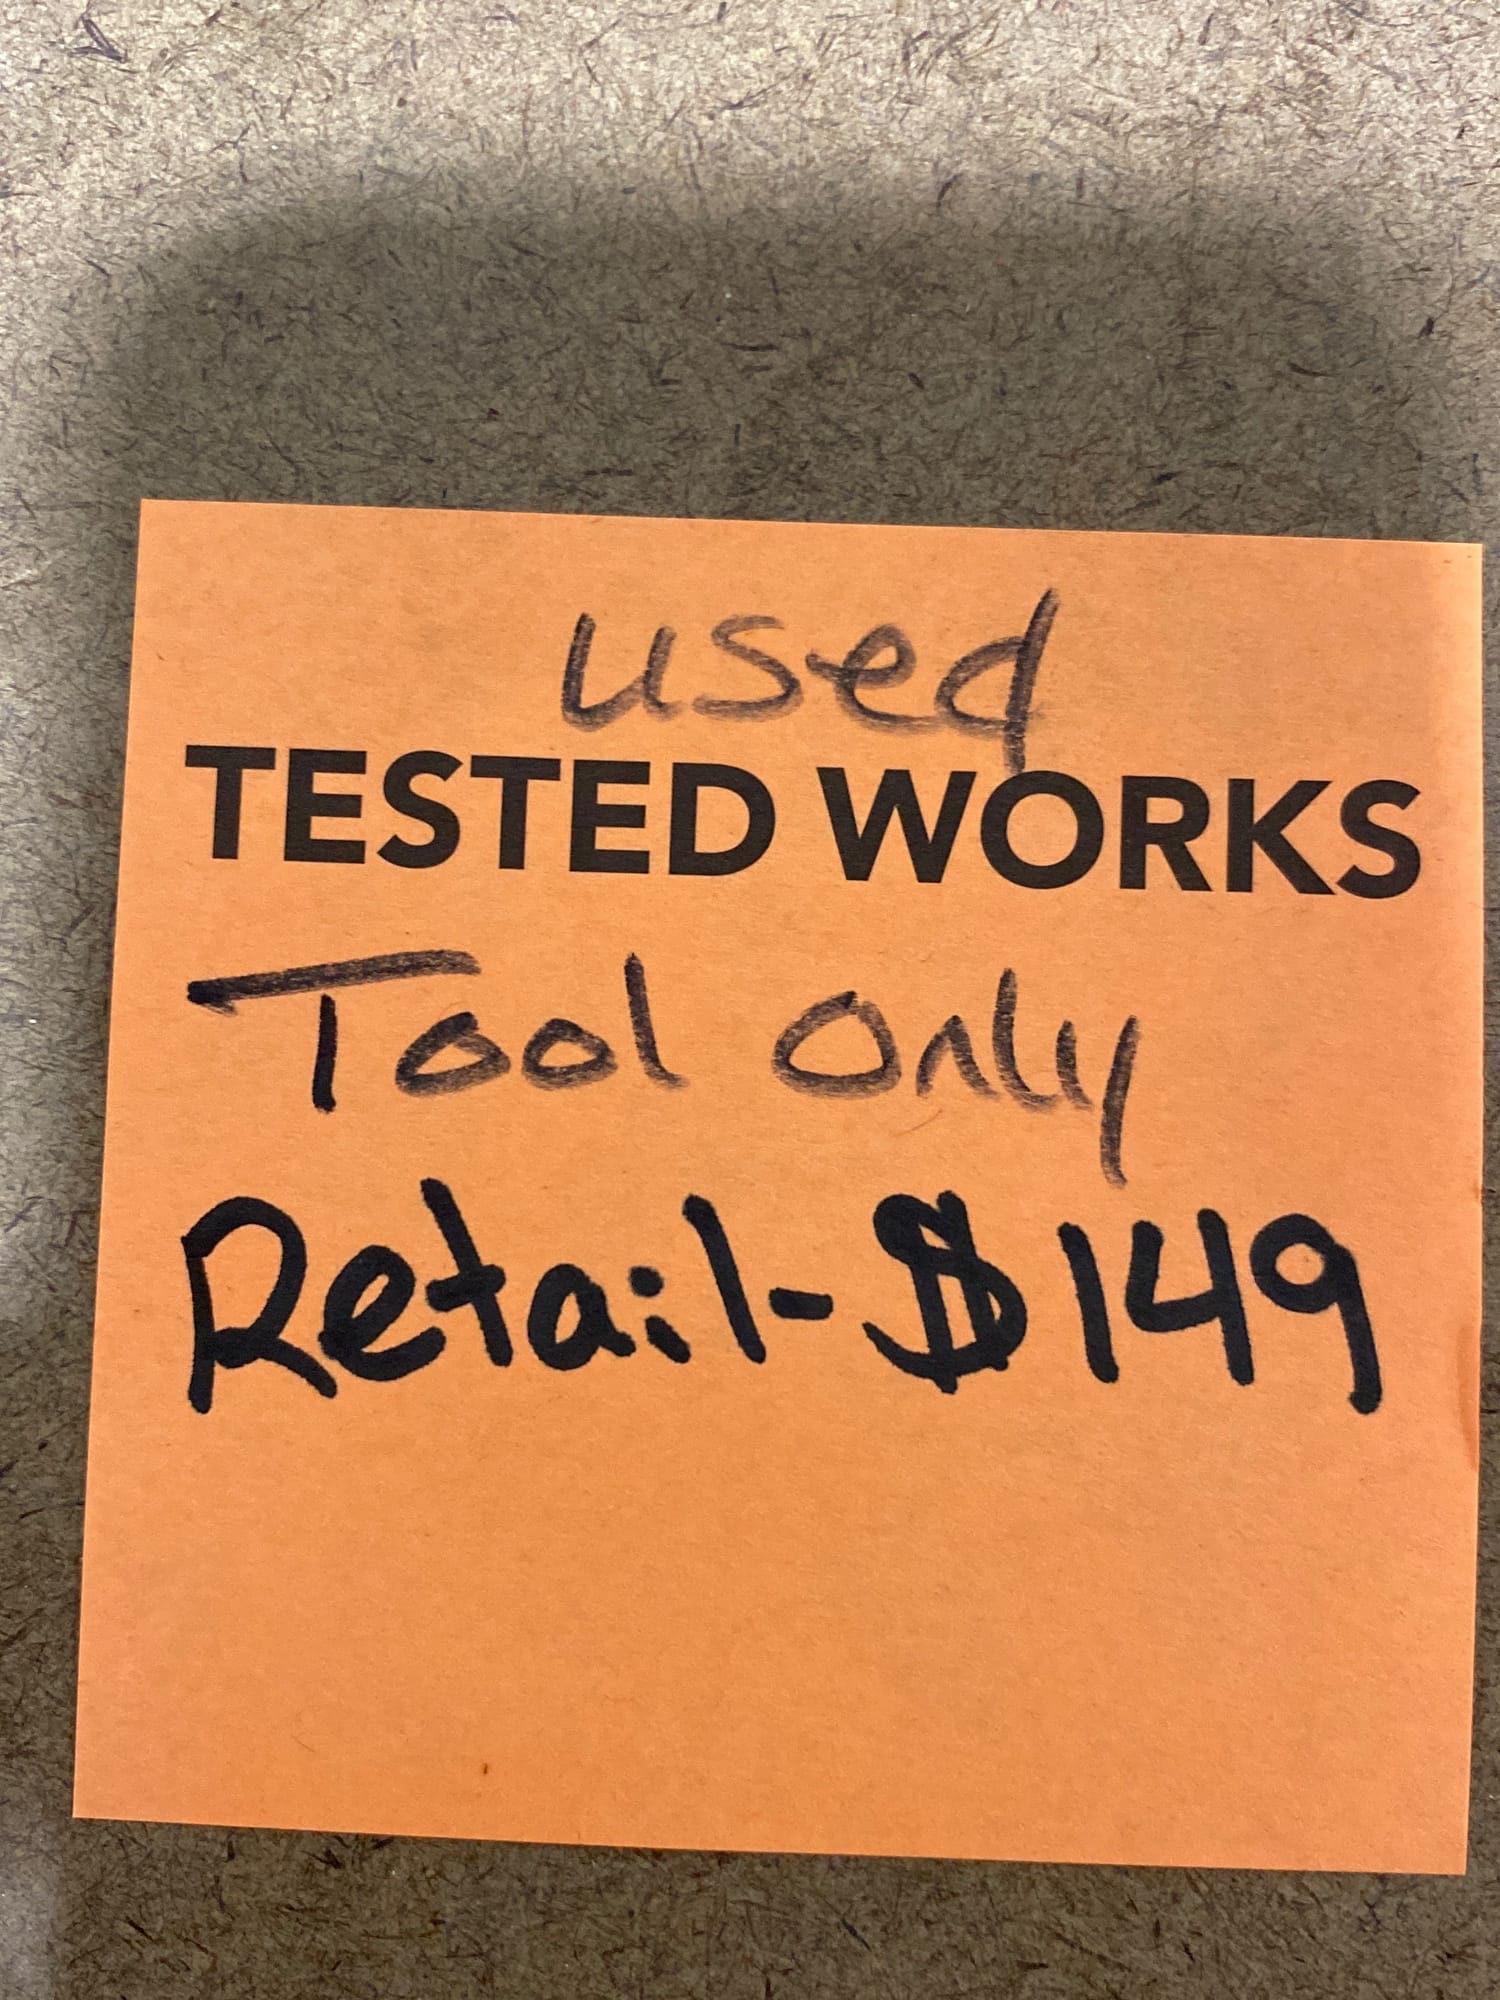 used
TESTED WORKS
Tool Only
Retail-$149